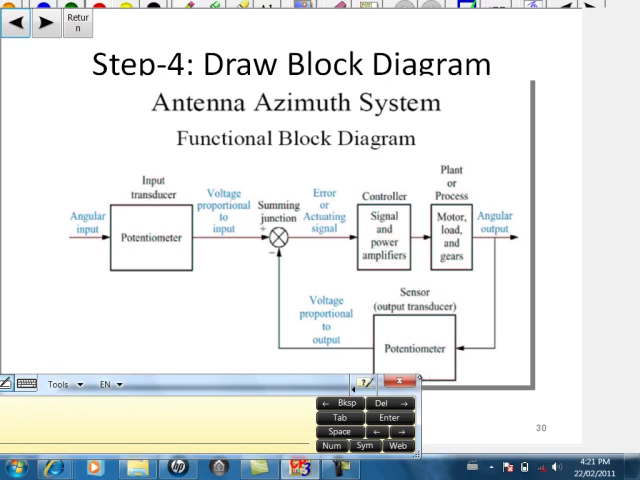 Retur
n
Step-4: Draw Block Diagram
Antenna Azimuth System
Functional Block Diagram
Input
transducer
Angular
input
Potentiometer
Voltage
proportional
to
input
Summing
junction
+
−
Error
or
Actuating
signal
Controller
Signal
and
power
amplifiers
Plant
or
Process
Motor,
load,
and
gears
Angular
output
Voltage
proportional
to
output
Sensor
(output transducer)
Potentiometer
Tools
EN
← Bksp
Del →
Tab
Enter
Space
←
→
Num
Sym
Web
30
4:21 PM
22/02/2011